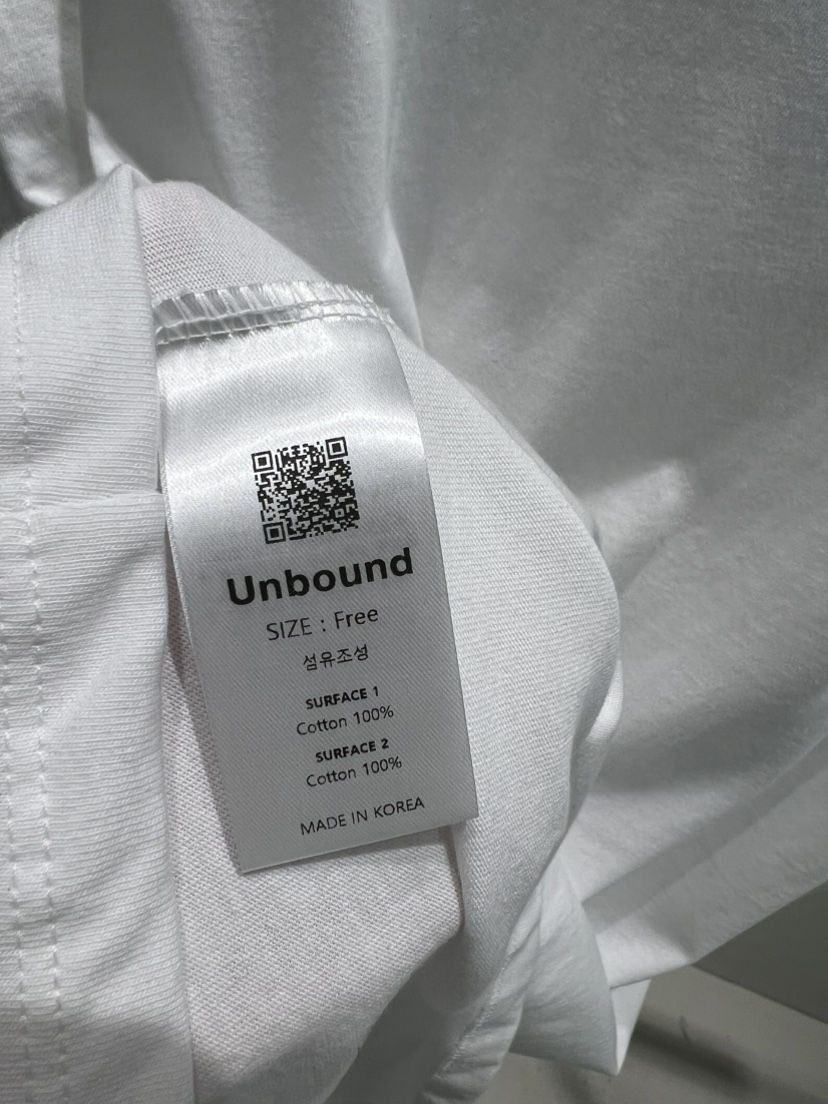 Unbound
SIZE : Free
섬유조성
SURFACE 1
Cotton 100%
SURFACE 2
Cotton 100%
MADE IN KOREA